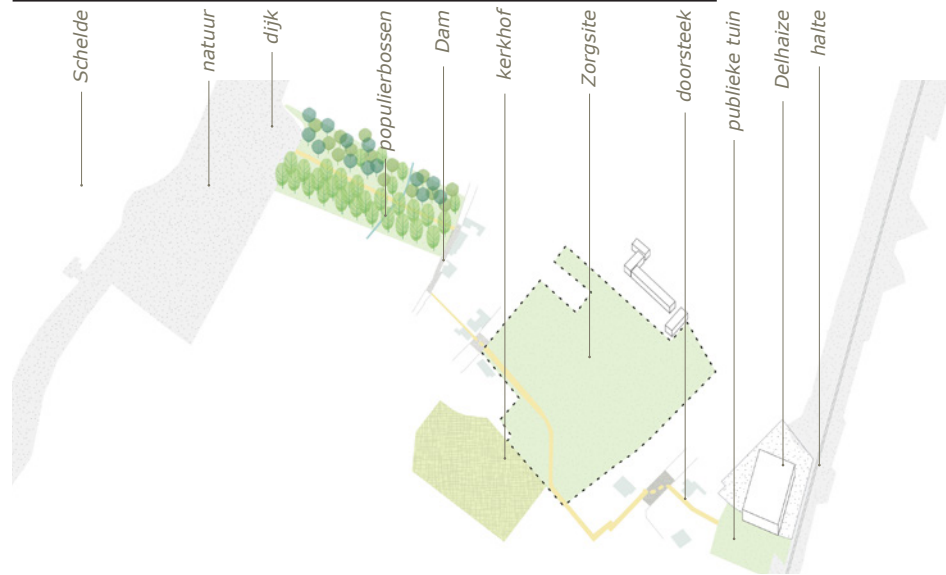 Schelde
natuur
dijk
populierbossen
Dam
kerkhof
Zorgsite
doorsteek
publieke tuin
Delhaize
halte